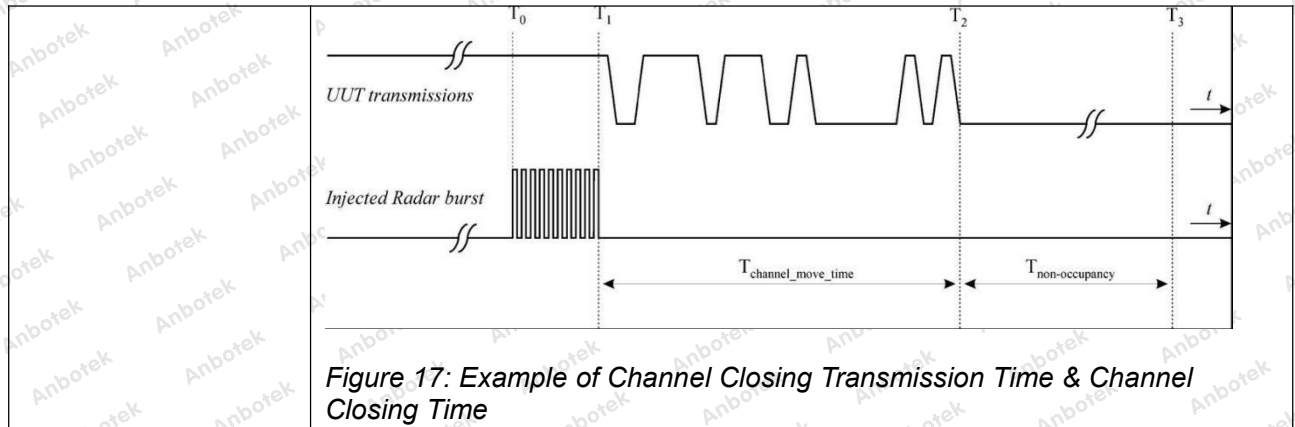 T0 T1 T2 T3
UUT transmissions
t
Injected Radar burst
t
Tchannel_move_time Tnon-occupancy
Figure 17: Example of Channel Closing Transmission Time & Channel
Closing Time
Anbotek